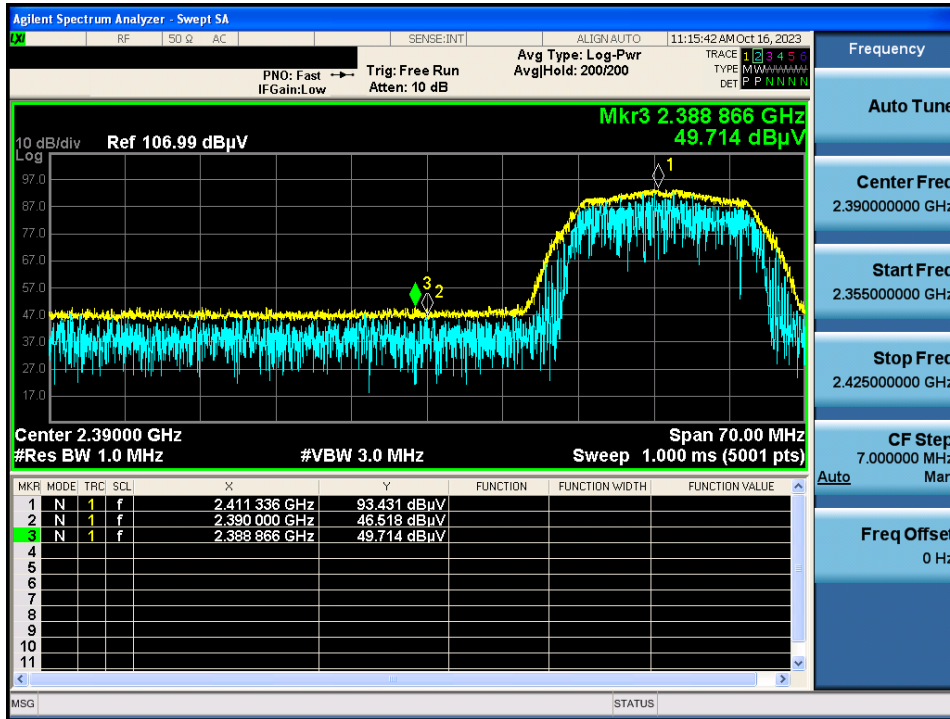 Agilent Spectrum Analyzer - Swept SA
LXI RF 50 Ω AC SENSE:INT ALIGN AUTO 11:15:42 AM Oct 16, 2023
Frequency
PNO: Fast Trig: Free Run Avg Type: Log-Pwr TRACE 1 2 3 4 5 6
IFGain:Low Atten: 10 dB Avg|Hold: 200/200 TYPE M W W W W W
DET P P N N N N
Auto Tune
Mkr3 2.388 866 GHz
49.714 dBµV
10 dB/div Ref 106.99 dBµV
Log
97.0
87.0
77.0
67.0
57.0
47.0
37.0
27.0
17.0
1
3
2
Center 2.39000 GHz Span 70.00 MHz
#Res BW 1.0 MHz #VBW 3.0 MHz Sweep 1.000 ms (5001 pts)
Center Freq
2.390000000 GHz
Start Freq
2.355000000 GHz
Stop Freq
2.425000000 GHz
CF Step
7.000000 MHz
Auto Man
Freq Offset
0 Hz
MKR MODE TRC SCL X Y FUNCTION FUNCTION WIDTH FUNCTION VALUE
1 N 1 f 2.411 336 GHz 93.431 dBµV
2 N 1 f 2.390 000 GHz 46.518 dBµV
3 N 1 f 2.388 866 GHz 49.714 dBµV
4
5
6
7
8
9
10
11
MSG STATUS